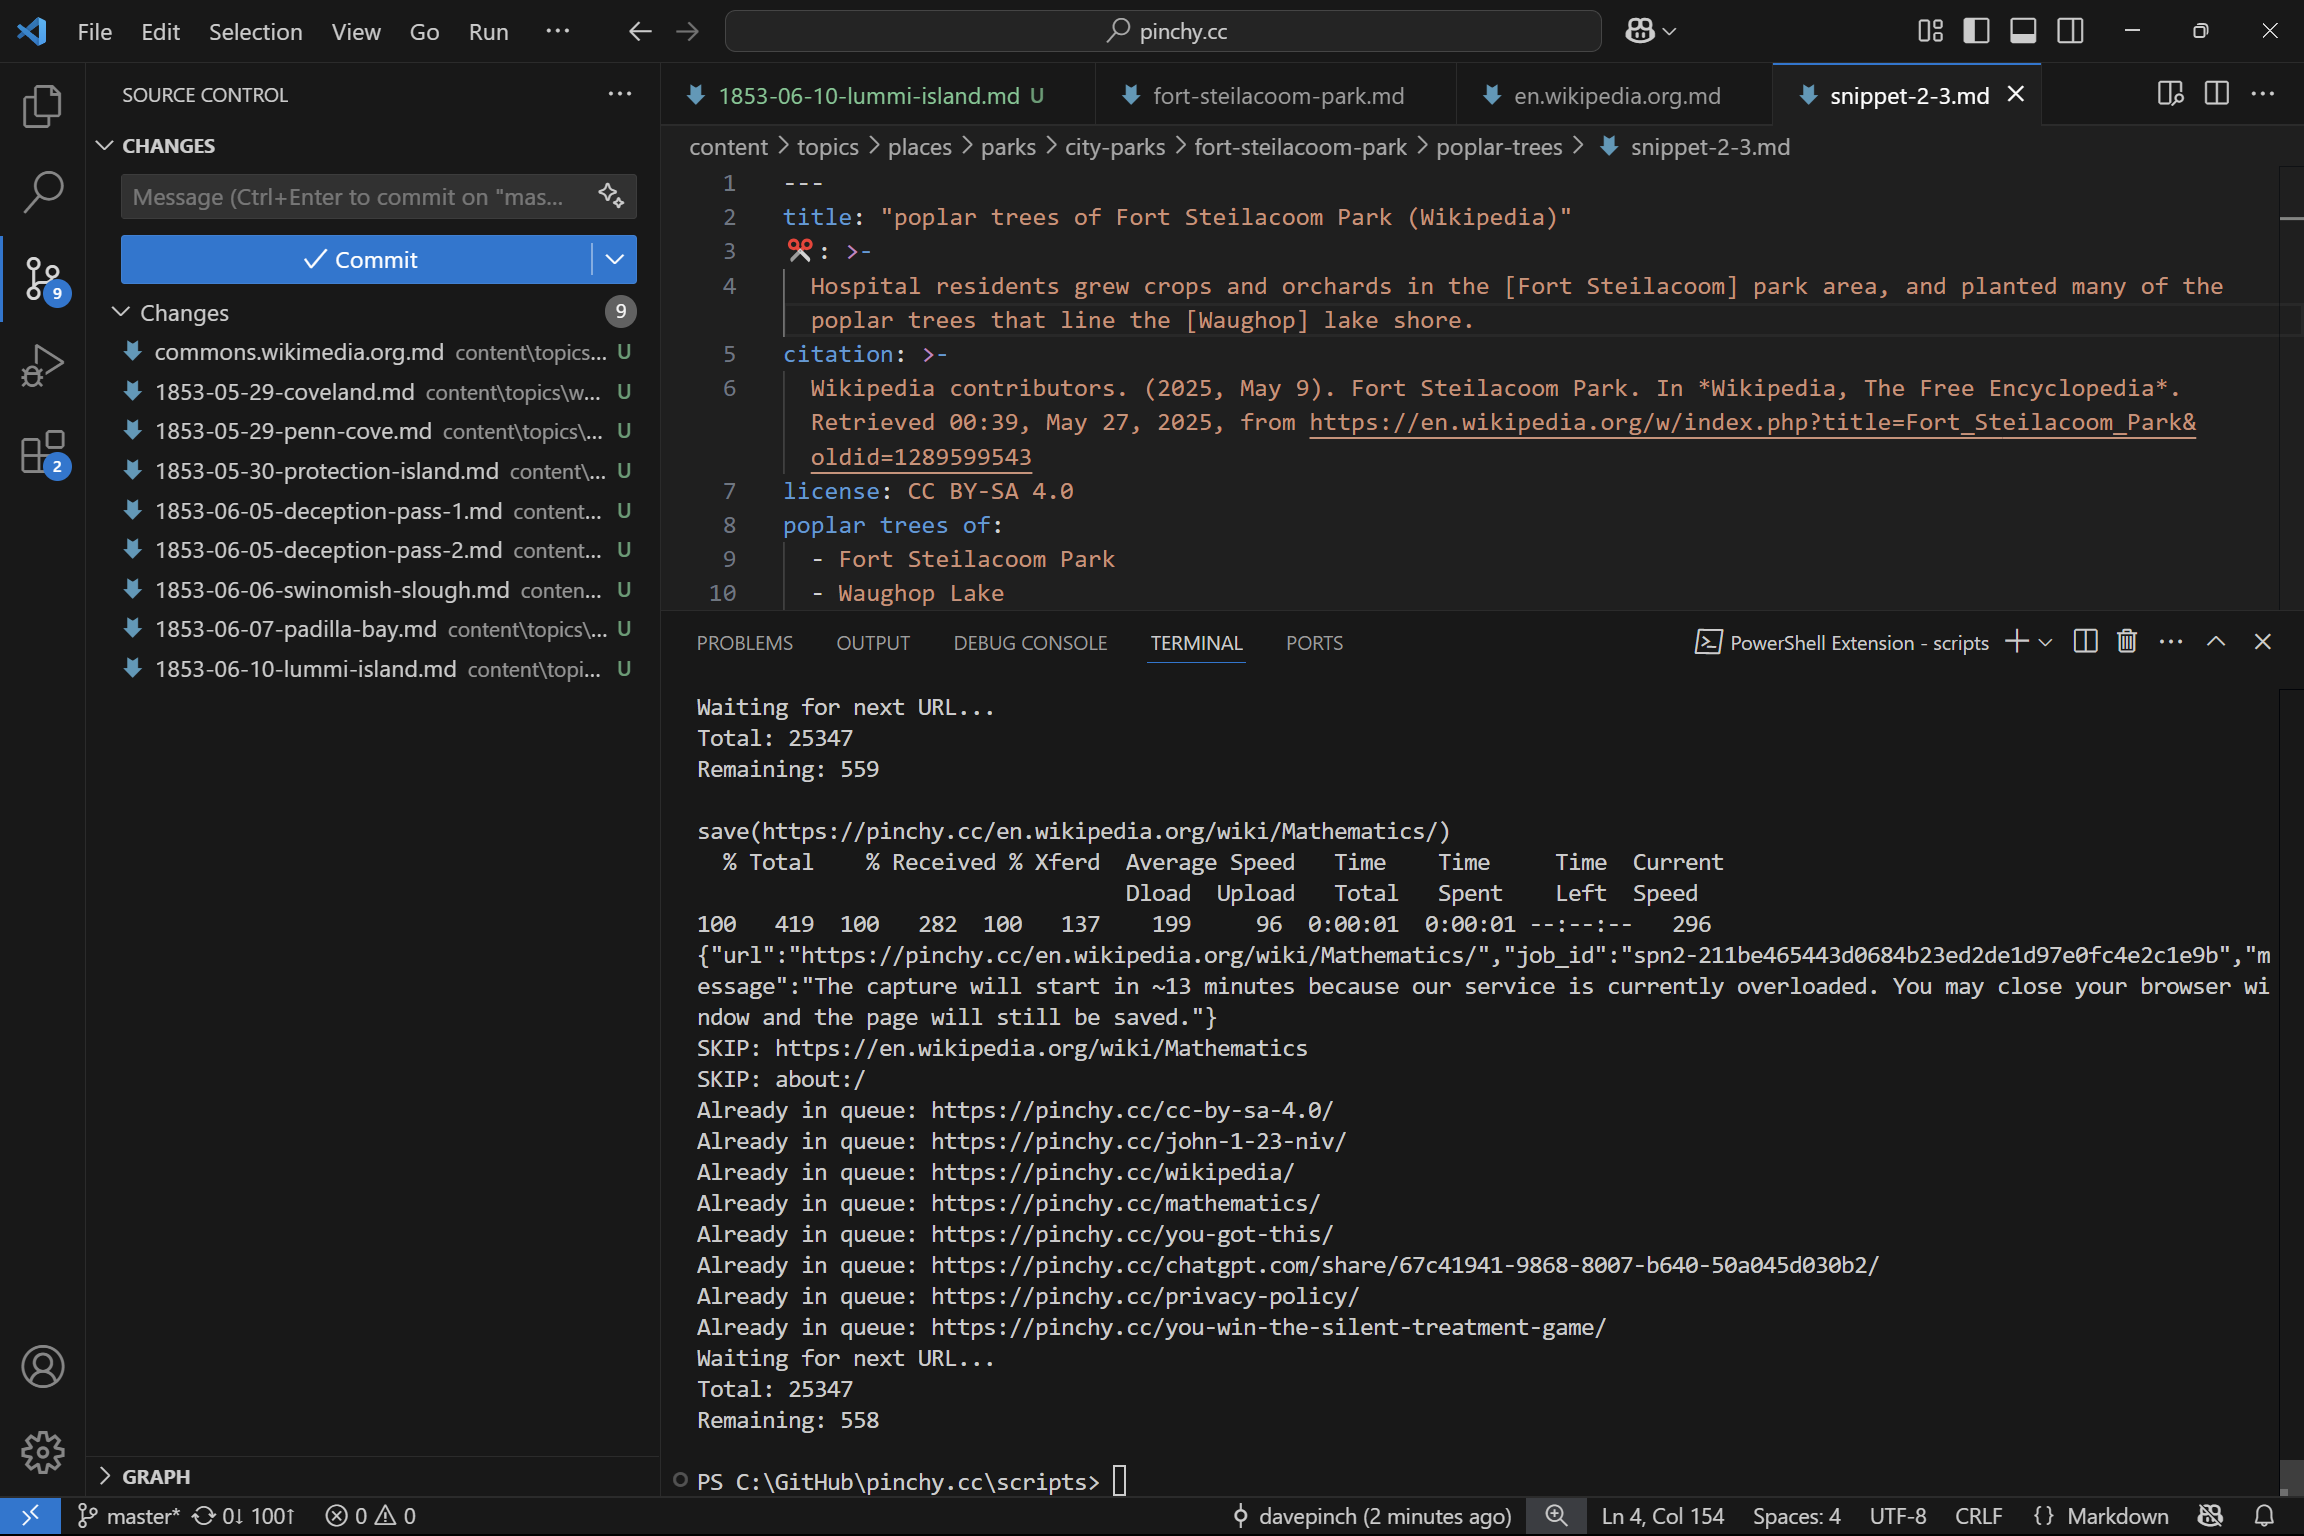 File Edit Selection View Go Run ···
pinchy.cc
SOURCE CONTROL
CHANGES
Message (Ctrl+Enter to commit on "mas...
Commit
Changes 9
commons.wikimedia.org.md content\topics... U
1853-05-29-coveland.md content\topics\w... U
1853-05-29-penn-cove.md content\topics\... U
1853-05-30-protection-island.md content\... U
1853-06-05-deception-pass-1.md content... U
1853-06-05-deception-pass-2.md content... U
1853-06-06-swinomish-slough.md conten... U
1853-06-07-padilla-bay.md content\topics\... U
1853-06-10-lummi-island.md content\topi... U
9
2
GRAPH
1853-06-10-lummi-island.md U fort-steilacoom-park.md en.wikipedia.org.md snippet-2-3.md
content > topics > places > parks > city-parks > fort-steilacoom-park > poplar-trees > snippet-2-3.md
1 ---
2 title: "poplar trees of Fort Steilacoom Park (Wikipedia)"
3 ✂️: >-
4 Hospital residents grew crops and orchards in the [Fort Steilacoom] park area, and planted many of the
poplar trees that line the [Waughop] lake shore.
5 citation: >-
6 Wikipedia contributors. (2025, May 9). Fort Steilacoom Park. In *Wikipedia, The Free Encyclopedia*.
Retrieved 00:39, May 27, 2025, from https://en.wikipedia.org/w/index.php?title=Fort_Steilacoom_Park&
oldid=1289599543
7 license: CC BY-SA 4.0
8 poplar trees of:
9 - Fort Steilacoom Park
10 - Waughop Lake
PROBLEMS OUTPUT DEBUG CONSOLE TERMINAL PORTS
PowerShell Extension - scripts
Waiting for next URL...
Total: 25347
Remaining: 559
save(https://pinchy.cc/en.wikipedia.org/wiki/Mathematics/)
% Total % Received % Xferd Average Speed Time Time Time Current
Dload Upload Total Spent Left Speed
100 419 100 282 100 137 199 96 0:00:01 0:00:01 --:--:-- 296
{"url":"https://pinchy.cc/en.wikipedia.org/wiki/Mathematics/","job_id":"spn2-211be465443d0684b23ed2de1d97e0fc4e2c1e9b","m
essage":"The capture will start in ~13 minutes because our service is currently overloaded. You may close your browser wi
ndow and the page will still be saved."}
SKIP: https://en.wikipedia.org/wiki/Mathematics
SKIP: about:/
Already in queue: https://pinchy.cc/cc-by-sa-4.0/
Already in queue: https://pinchy.cc/john-1-23-niv/
Already in queue: https://pinchy.cc/wikipedia/
Already in queue: https://pinchy.cc/mathematics/
Already in queue: https://pinchy.cc/you-got-this/
Already in queue: https://pinchy.cc/chatgpt.com/share/67c41941-9868-8007-b640-50a045d030b2/
Already in queue: https://pinchy.cc/privacy-policy/
Already in queue: https://pinchy.cc/you-win-the-silent-treatment-game/
Waiting for next URL...
Total: 25347
Remaining: 558
PS C:\GitHub\pinchy.cc\scripts>
master* 0↓ 100↑ 0 0 davepinch (2 minutes ago) Ln 4, Col 154 Spaces: 4 UTF-8 CRLF {} Markdown